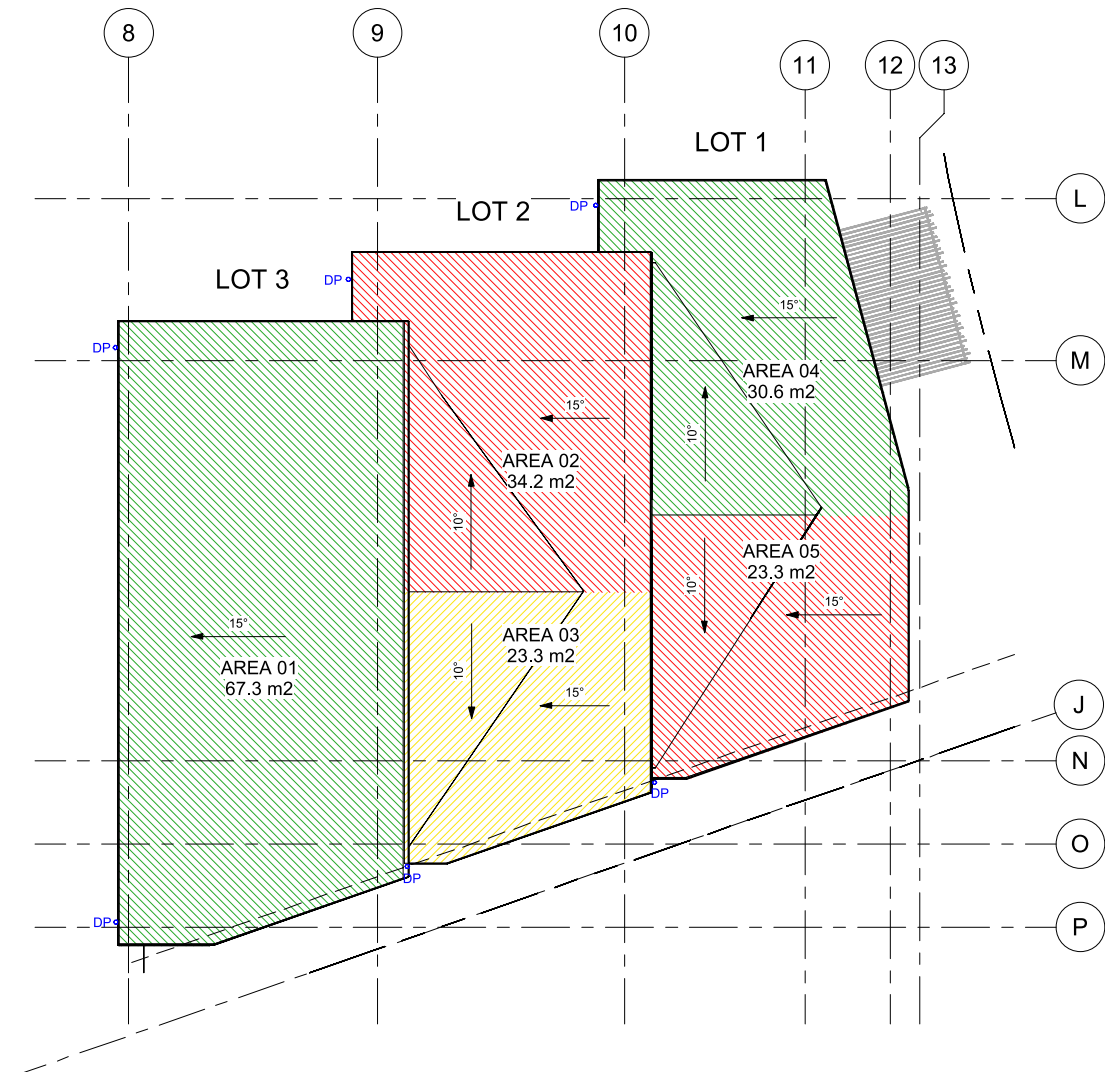 8
9
10
11
12
13
LOT 1
L
DP
LOT 2
LOT 3
DP
15°
DP
M
AREA 04
30.6 m2
15°
10°
AREA 02
34.2 m2
10°
AREA 05
23.3 m2
10°
15°
15°
AREA 03
23.3 m2
10°
AREA 01
67.3 m2
15°
J
N
DP
O
DP
DP
P